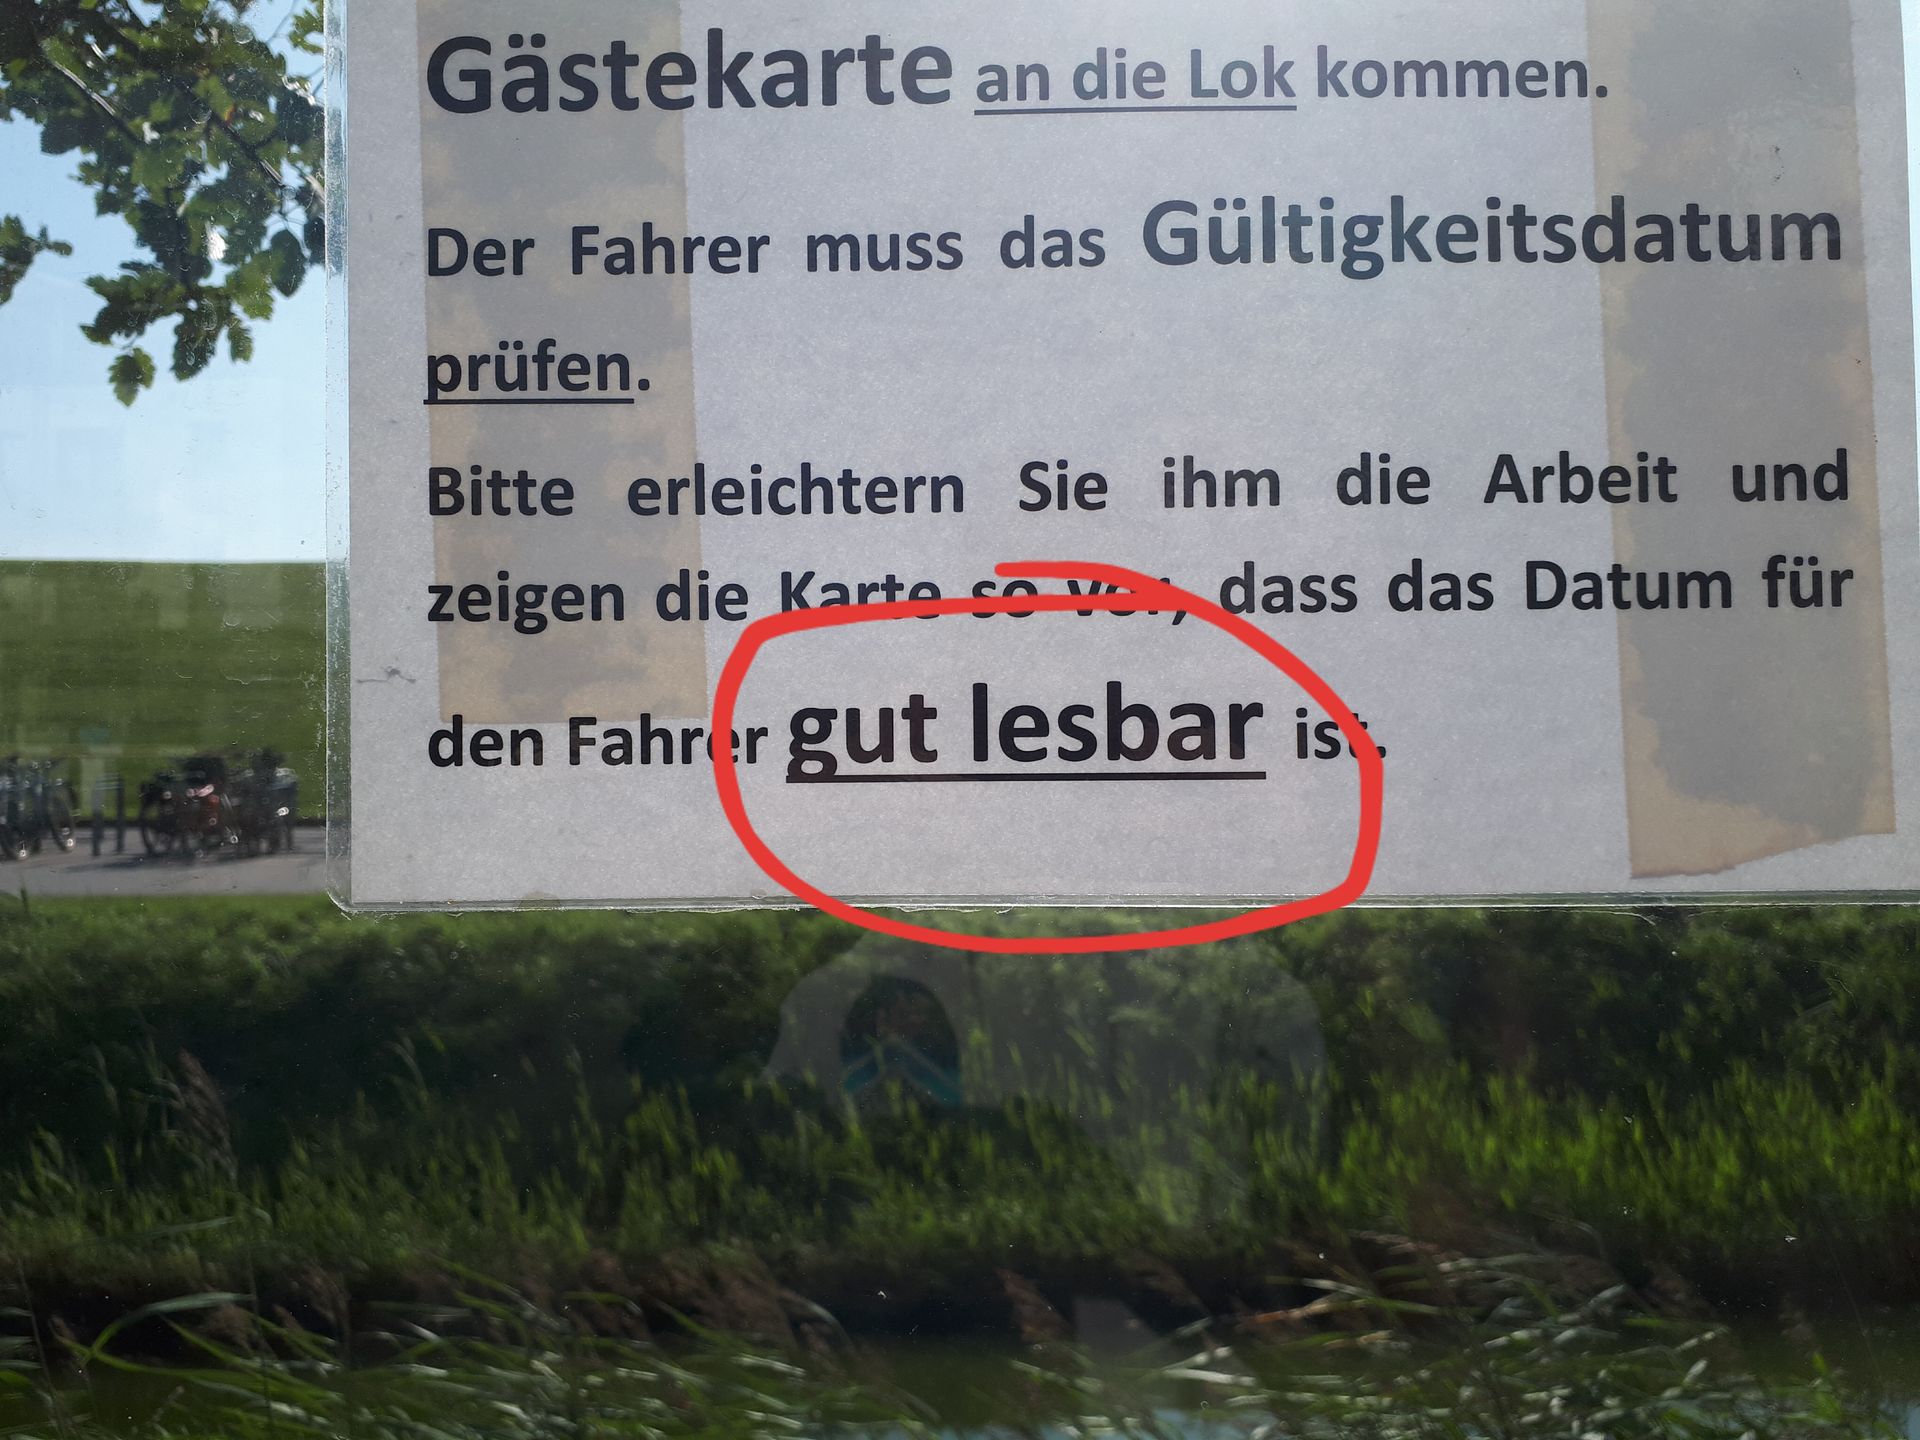 Gästekarte an die Lok kommen.
Der Fahrer muss das Gültigkeitsdatum
prüfen.
Bitte erleichtern Sie ihm die Arbeit und
zeigen die Karte so vor, dass das Datum für
den Fahrer gut lesbar ist.